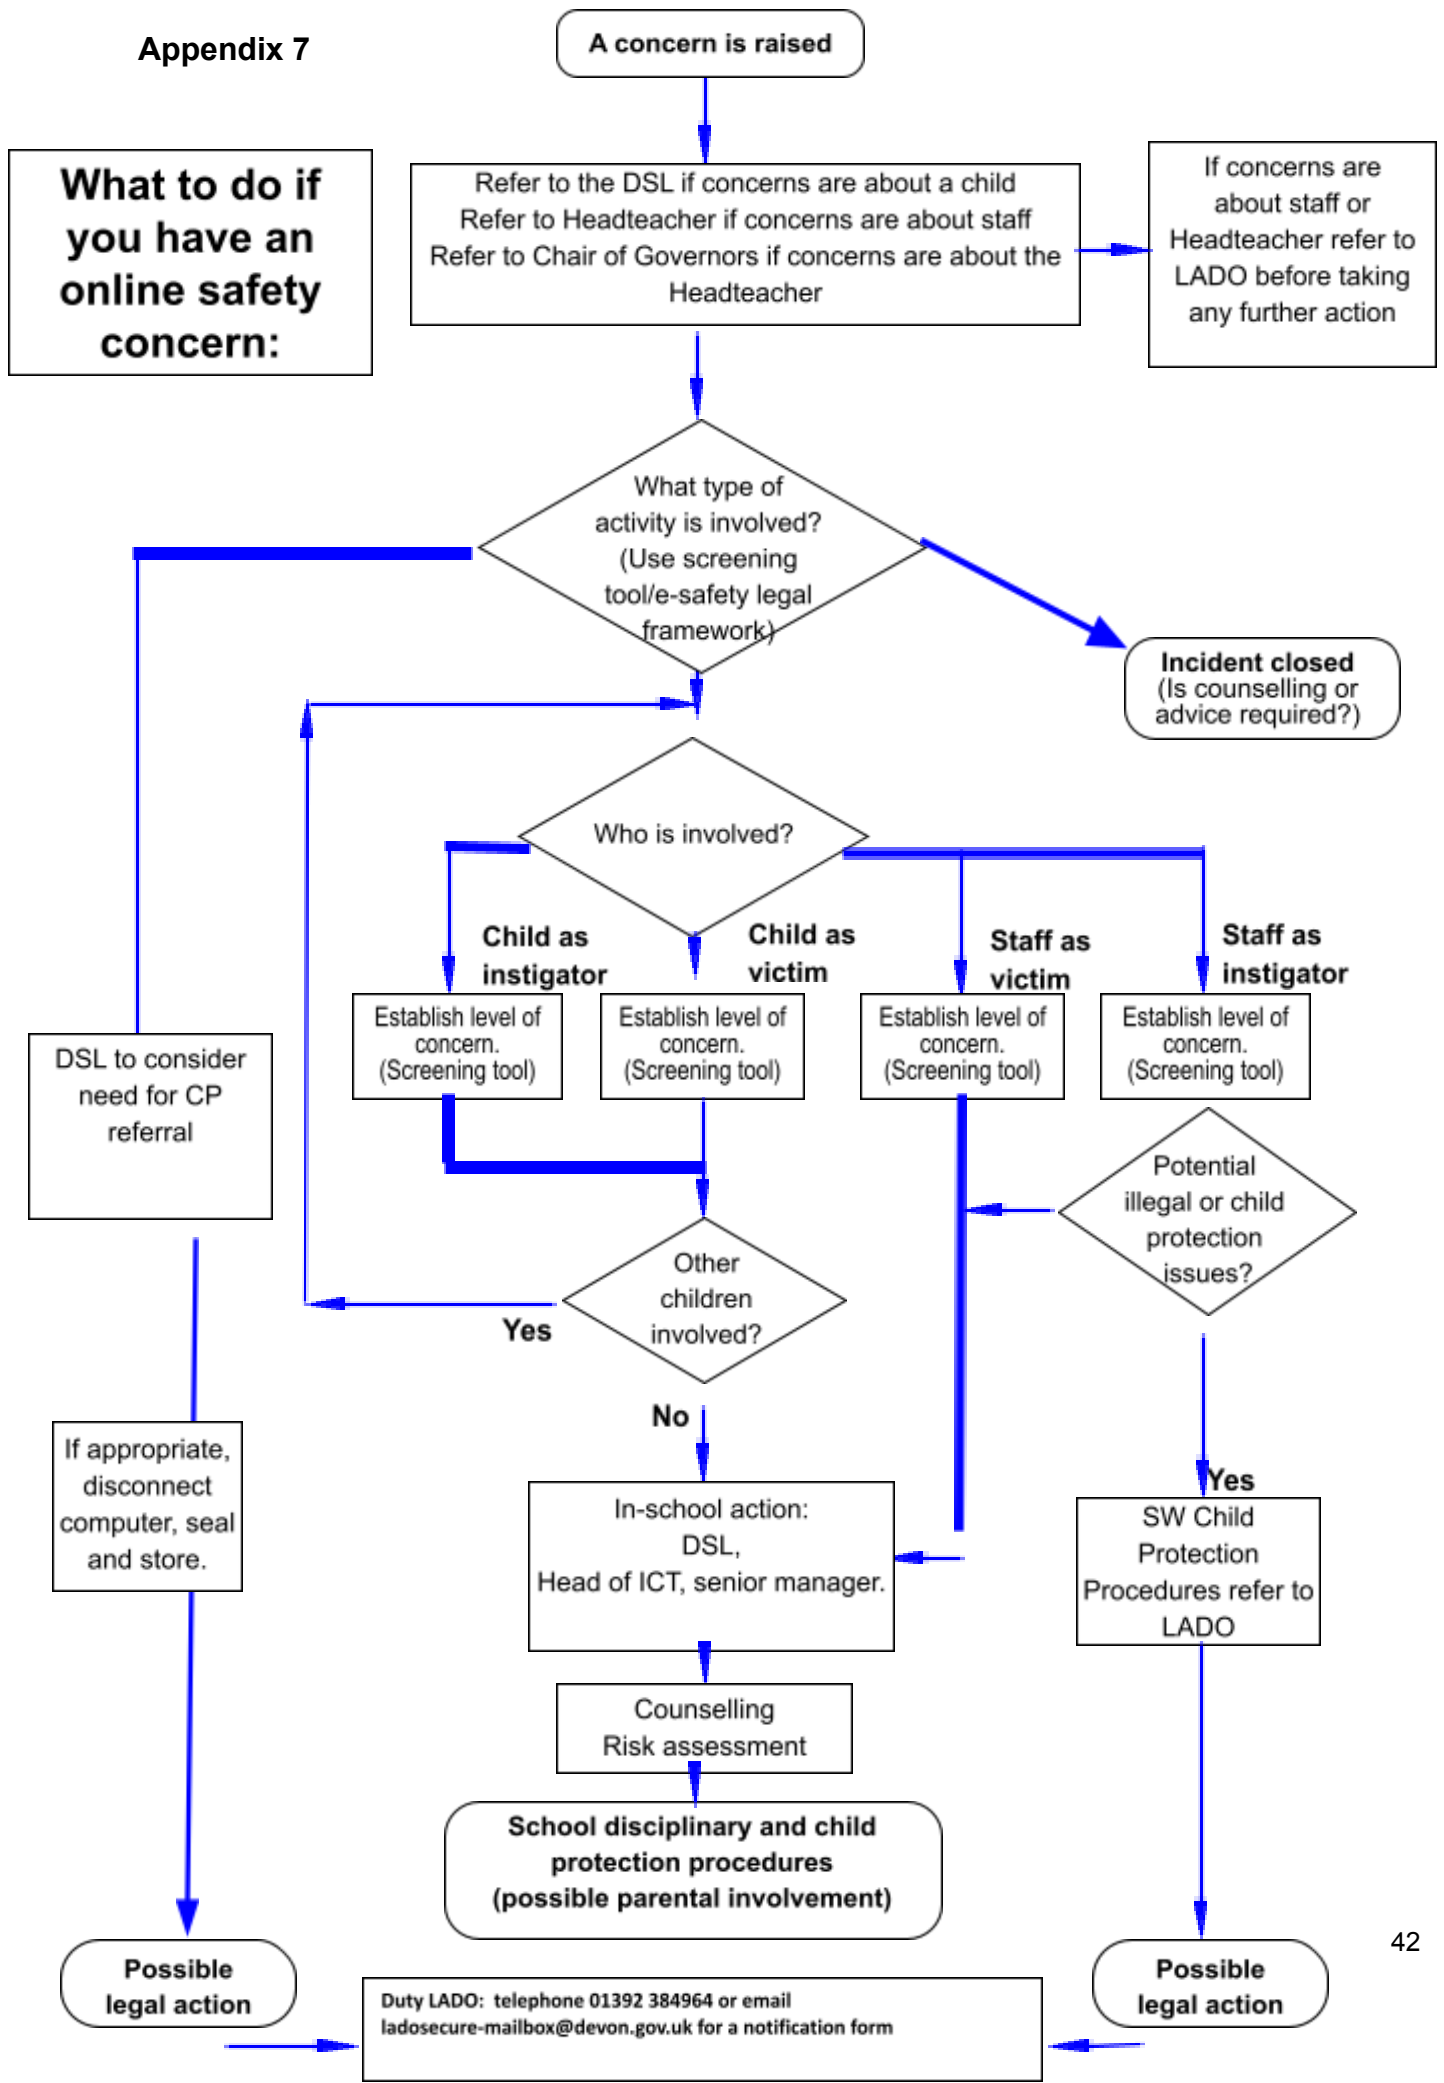 Appendix 7
A concern is raised
What to do if
you have an
online safety
concern:
Refer to the DSL if concerns are about a child
Refer to Headteacher if concerns are about staff
Refer to Chair of Governors if concerns are about the
Headteacher
If concerns are
about staff or
Headteacher refer to
LADO before taking
any further action
What type of
activity is involved?
(Use screening
tool/e-safety legal
framework)
Incident closed
(Is counselling or
advice required?)
Who is involved?
Child as
instigator
Child as
victim
Staff as
victim
Staff as
instigator
Establish level of
concern.
(Screening tool)
Establish level of
concern.
(Screening tool)
Establish level of
concern.
(Screening tool)
Establish level of
concern.
(Screening tool)
DSL to consider
need for CP
referral
Potential
illegal or child
protection
issues?
Other
children
involved?
Yes
No
If appropriate,
disconnect
computer, seal
and store.
In-school action:
DSL,
Head of ICT, senior manager.
Yes
SW Child
Protection
Procedures refer to
LADO
Counselling
Risk assessment
School disciplinary and child
protection procedures
(possible parental involvement)
42
Possible
legal action
Possible
legal action
Duty LADO: telephone 01392 384964 or email
ladosecure-mailbox@devon.gov.uk for a notification form